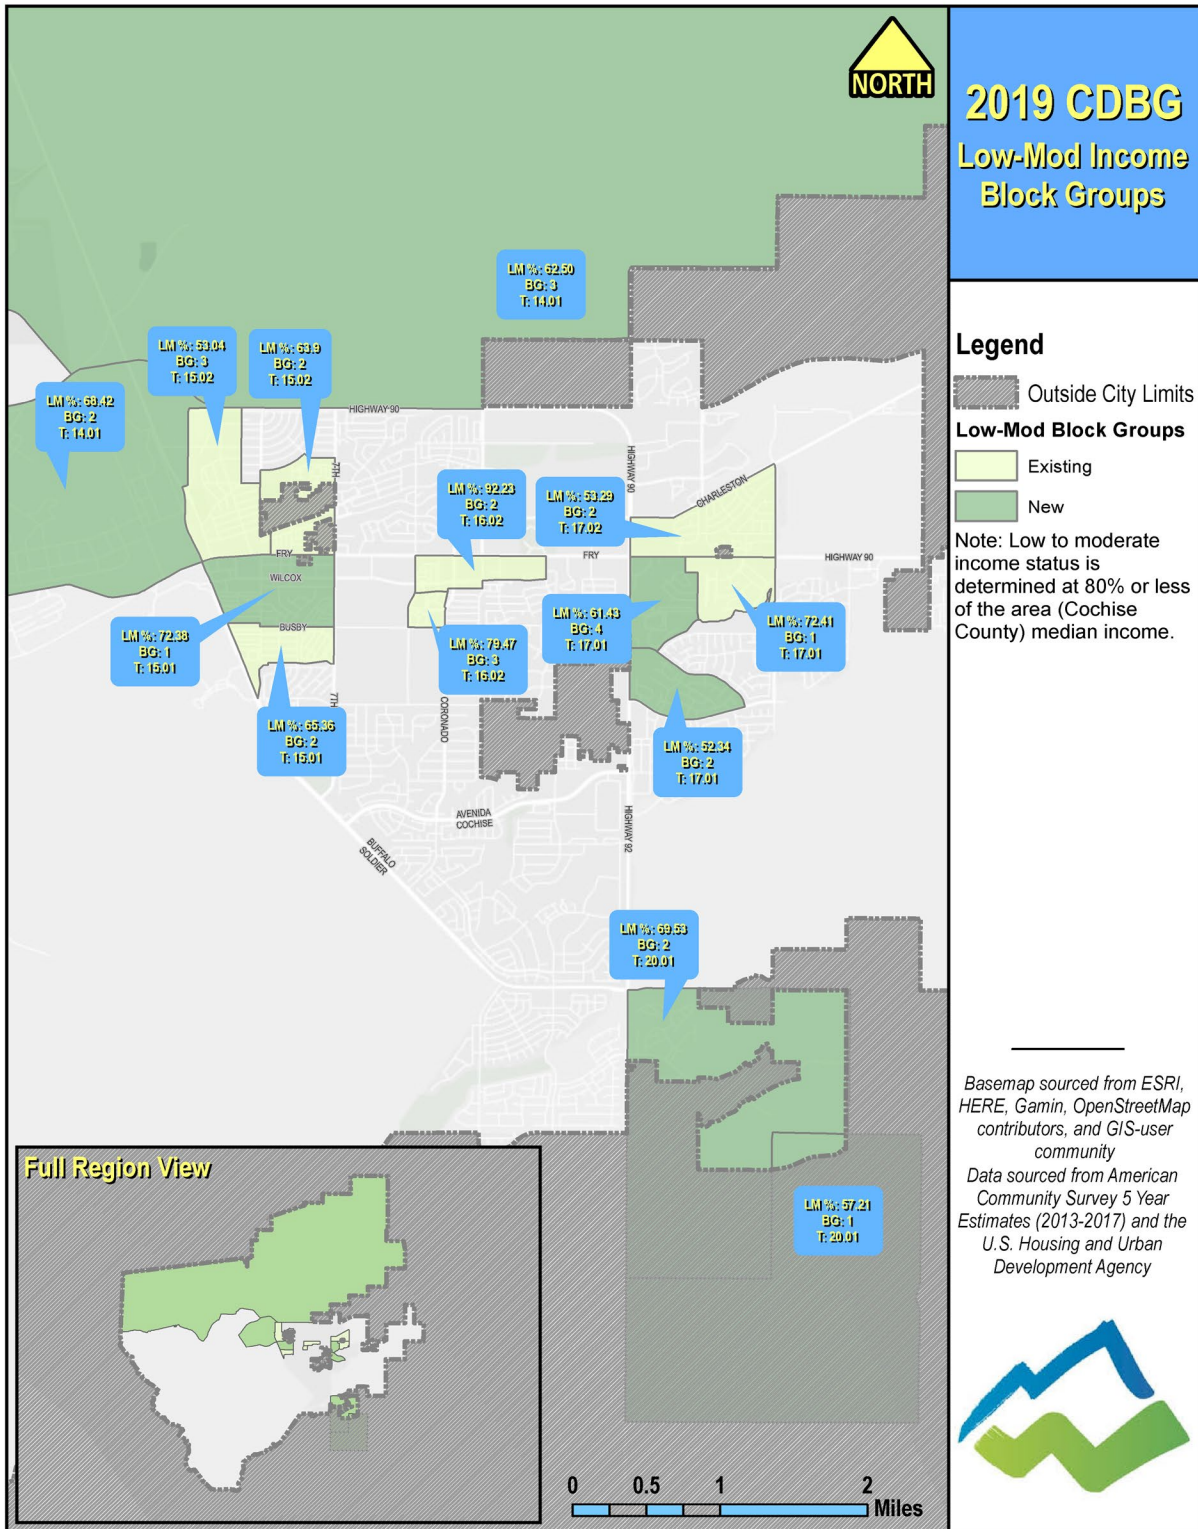 NORTH
2019 CDBG
Low-Mod Income
Block Groups
LM %: 62.50
BG: 3
T: 14.01
LM %: 53.04
BG: 3
T: 15.02
LM %: 63.9
BG: 2
T: 15.02
LM %: 68.42
BG: 2
T: 14.01
HIGHWAY 90
7TH
HIGHWAY 90
CHARLESTON
LM %: 92.23
BG: 2
T: 16.02
LM %: 53.29
BG: 2
T: 17.02
FRY
FRY
HIGHWAY 90
WILCOX
BUSBY
LM %: 72.38
BG: 1
T: 15.01
LM %: 79.47
BG: 3
T: 16.02
LM %: 61.43
BG: 4
T: 17.01
LM %: 72.41
BG: 1
T: 17.01
7TH
CORONADO
LM %: 65.36
BG: 2
T: 15.01
LM %: 52.34
BG: 2
T: 17.01
AVENIDA
COCHISE
HIGHWAY 92
BUFFALO
SOLDIER
LM %: 69.53
BG: 2
T: 20.01
LM %: 57.21
BG: 1
T: 20.01
Legend
Outside City Limits
Low-Mod Block Groups
Existing
New
Note: Low to moderate
income status is
determined at 80% or less
of the area (Cochise
County) median income.
Basemap sourced from ESRI,
HERE, Gamin, OpenStreetMap
contributors, and GIS-user
community
Data sourced from American
Community Survey 5 Year
Estimates (2013-2017) and the
U.S. Housing and Urban
Development Agency
Full Region View
0 0.5 1 2
Miles